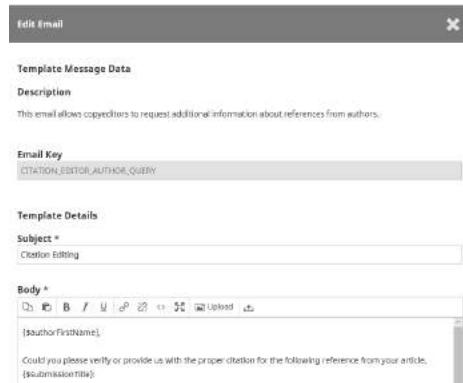 Edit Email
Template Message Data
Description
This email allows copyeditors to request additional information about references from authors.
Email Key
CITATION_EDITOR_AUTHOR_QUERY
Template Details
Subject *
Citation Editing
Body *
B I U Upload
{$authorFirstName},
Could you please verify or provide us with the proper citation for the following reference from your article,
{$submissionTitle}: